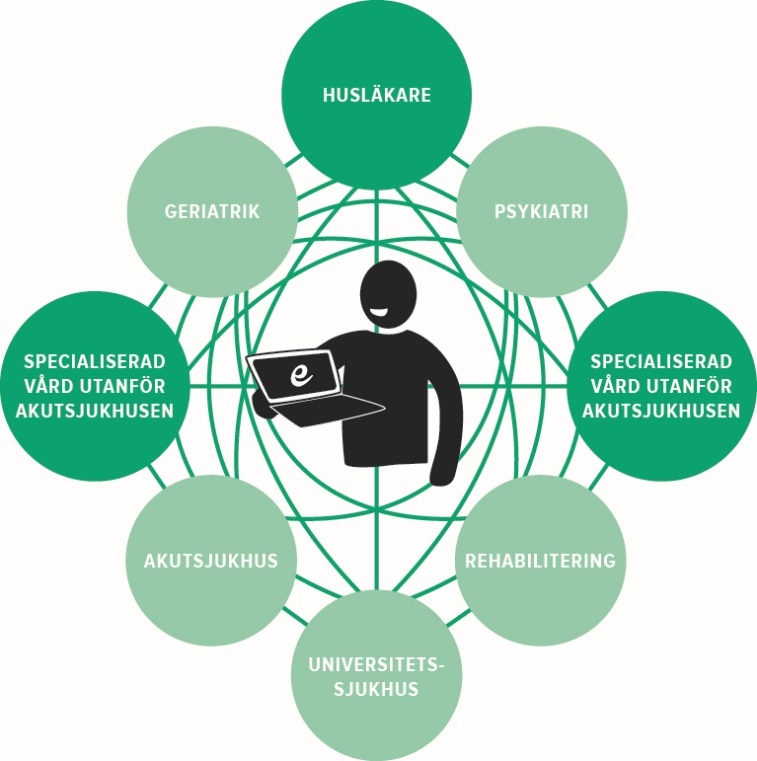 HUSLÄKARE
GERIATRIK
PSYKIATRI
SPECIALISERAD
VÅRD UTANFÖR
AKUTSJUKHUSEN
e
SPECIALISERAD
VÅRD UTANFÖR
AKUTSJUKHUSEN
AKUTSJUKHUS
REHABILITERING
UNIVERSITETS-
SJUKHUS